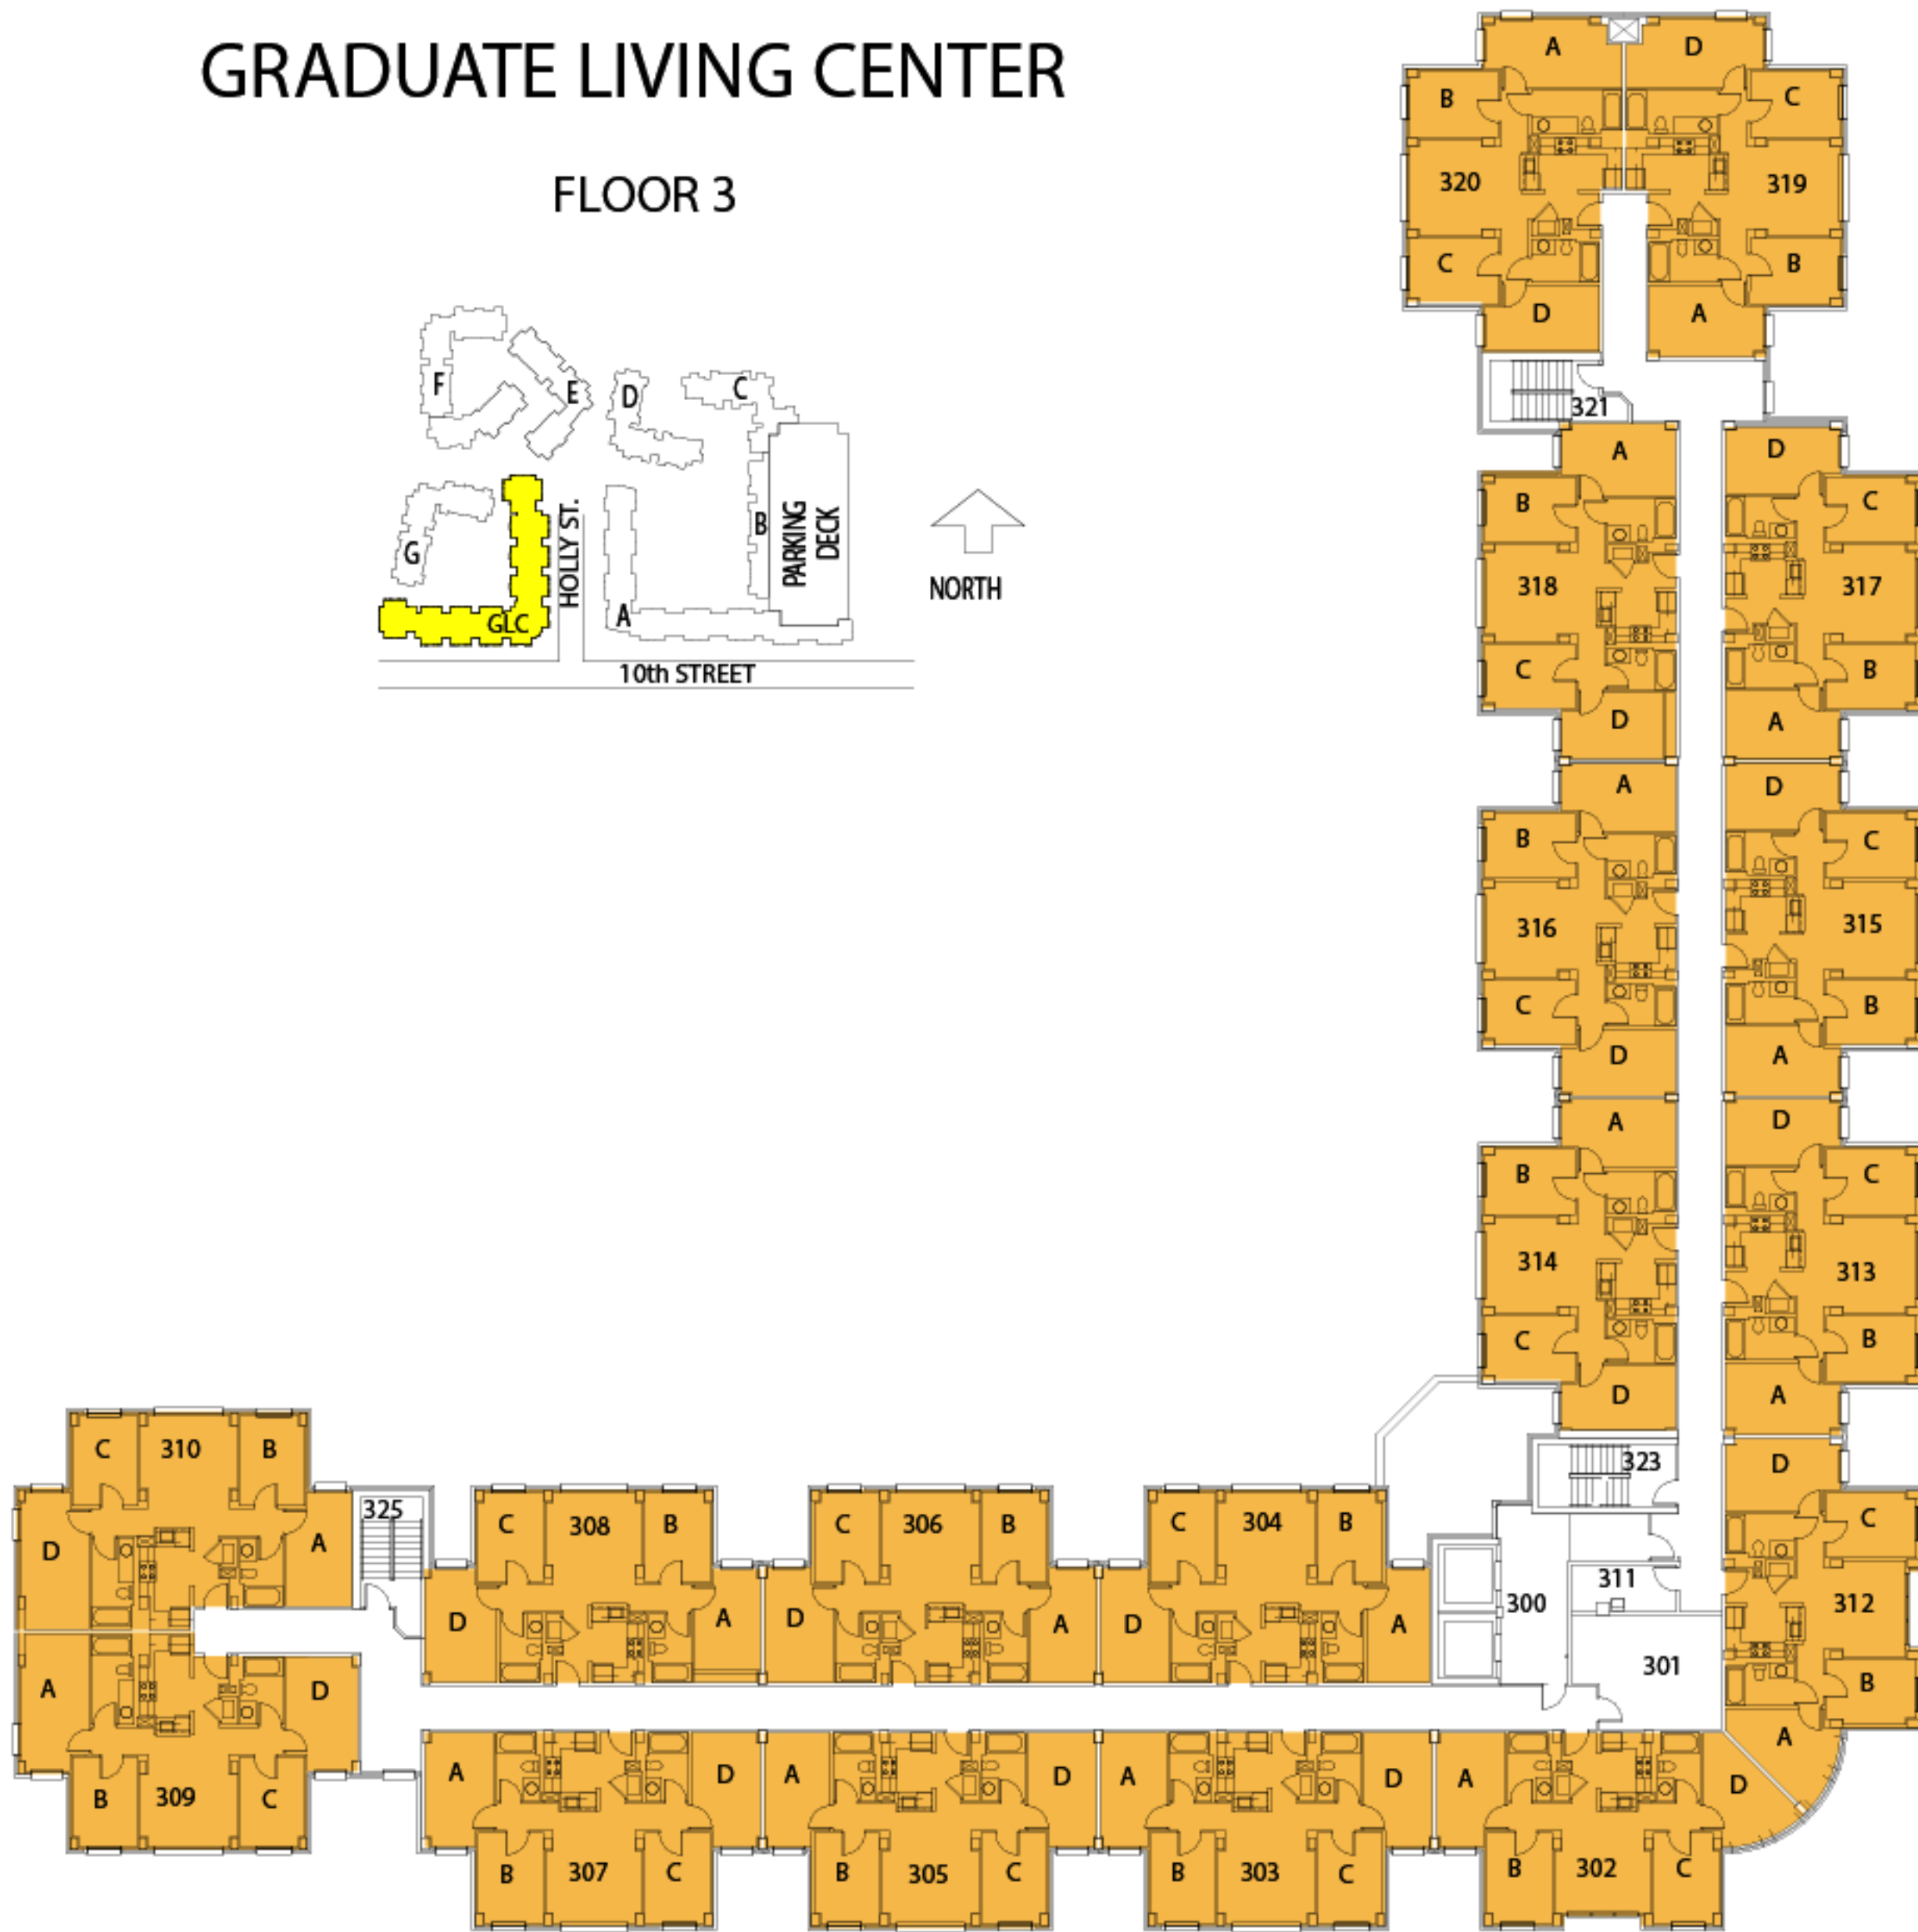 GRADUATE LIVING CENTER
FLOOR 3
F
E
D
C
G
B
A
GLC
HOLLY ST.
PARKING
DECK
10th STREET
NORTH
A
D
B
C
320
319
C
B
D
A
321
A
D
B
C
318
317
C
B
D
A
A
D
B
C
316
315
C
B
D
A
A
D
B
C
314
313
C
B
D
A
323
D
C
312
B
A
311
300
301
C
310
B
325
D
A
A
D
B
309
C
C
308
B
D
A
C
306
B
D
A
C
304
B
D
A
A
D
B
307
C
A
D
B
305
C
A
D
B
303
C
A
D
B
302
C